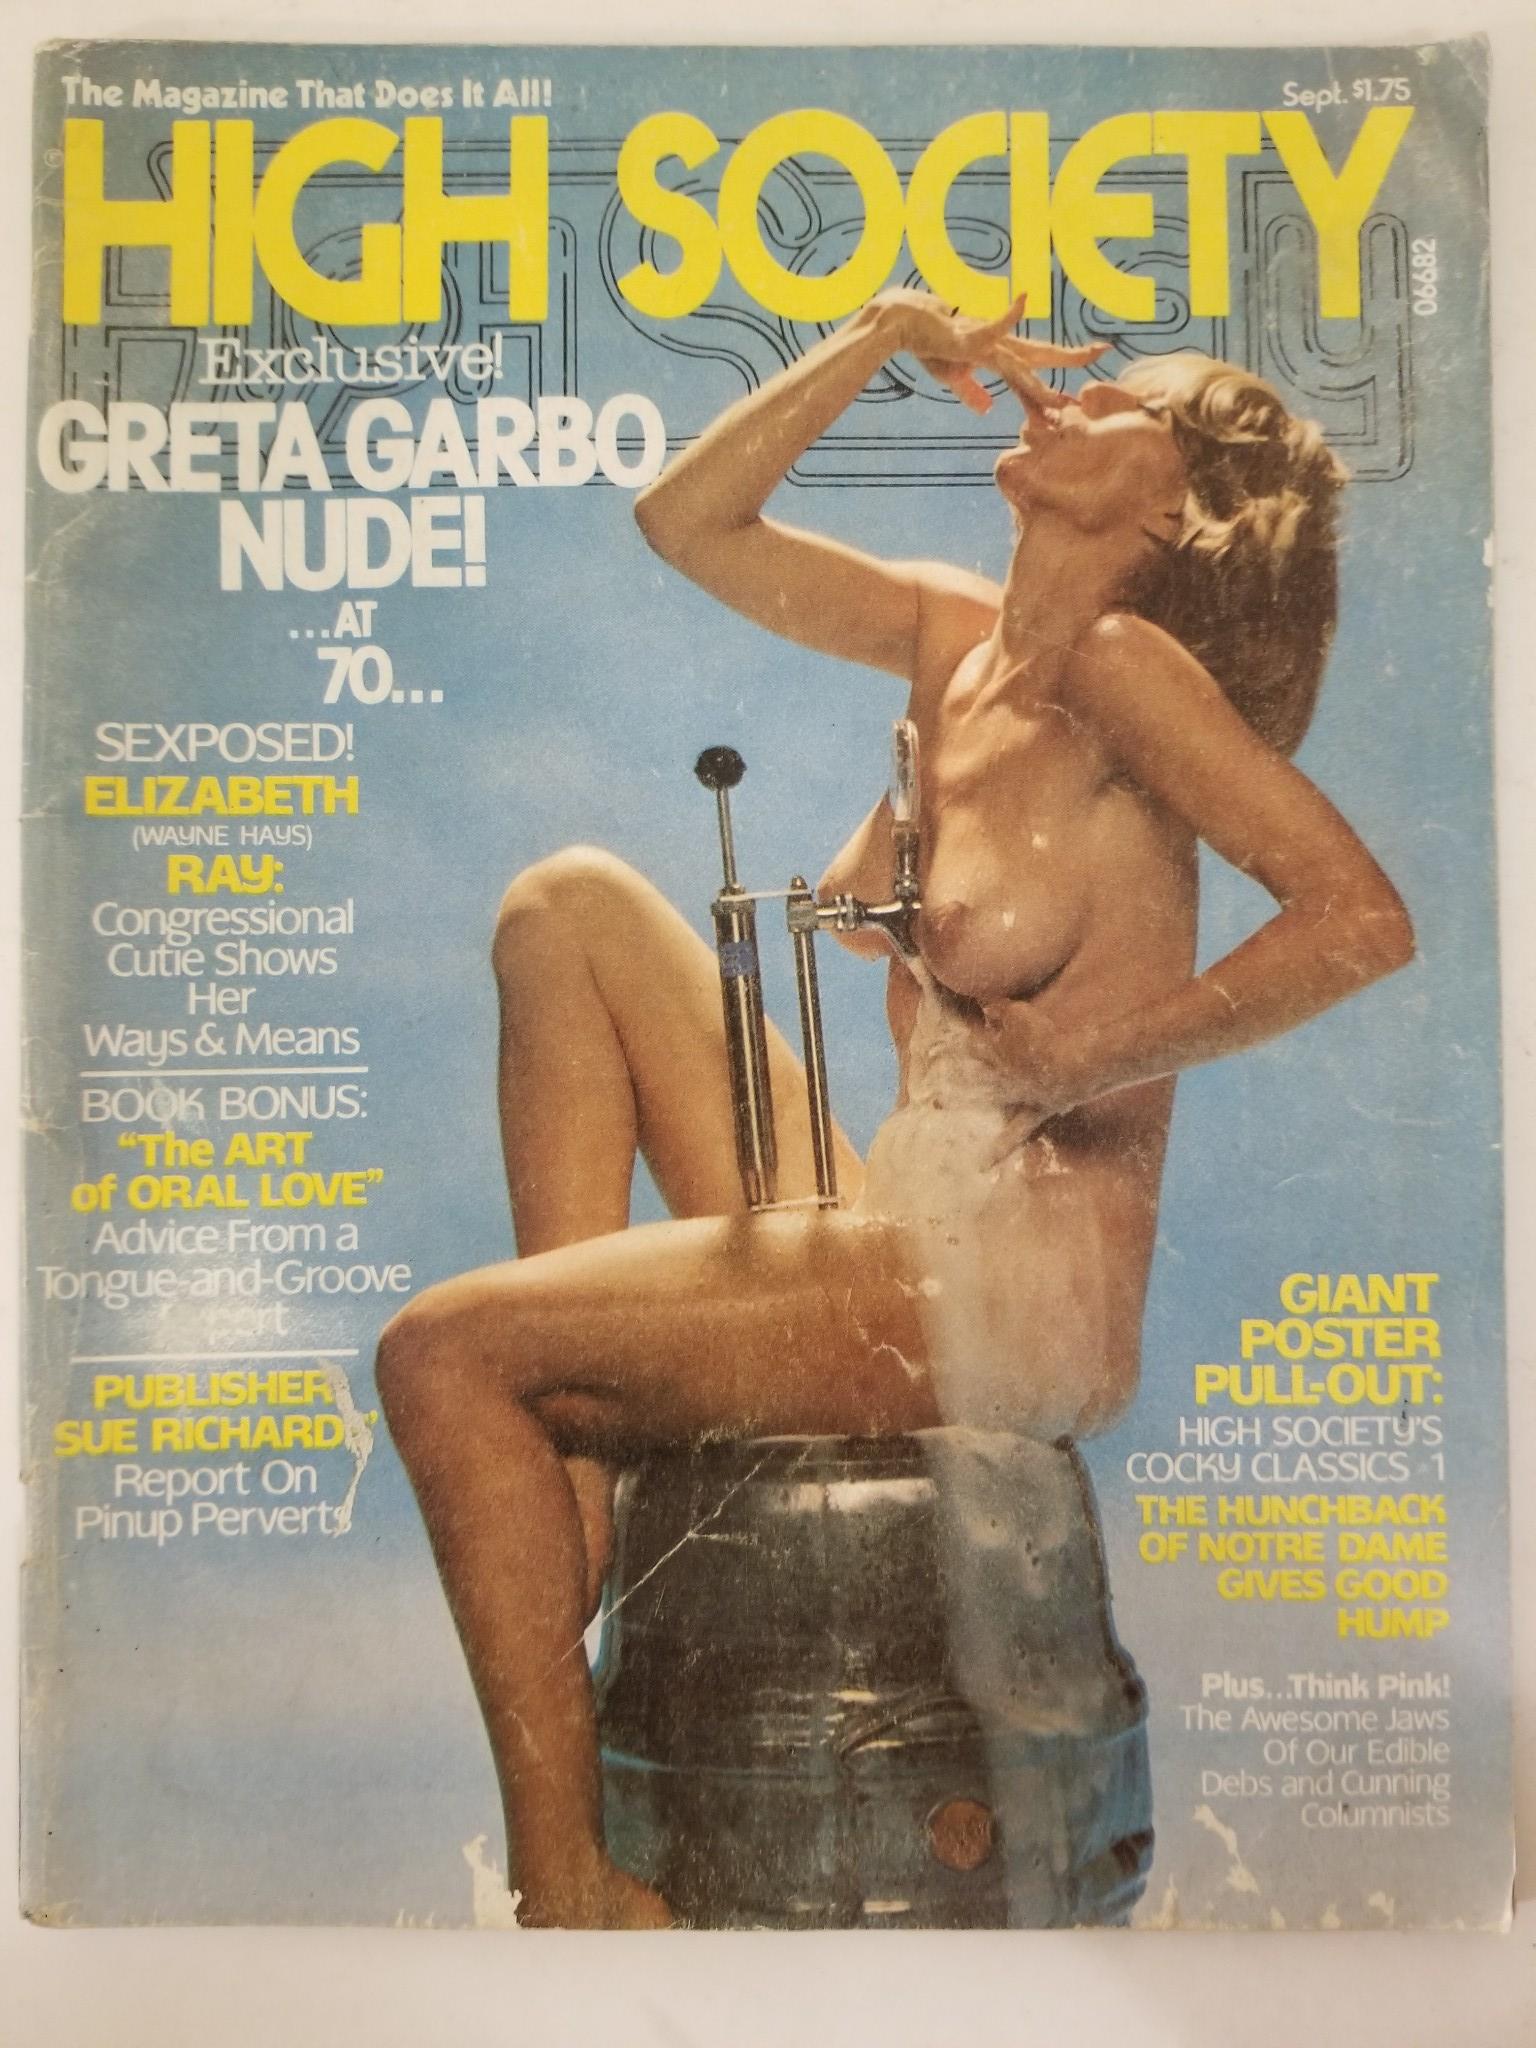 The Magazine That Does It All!
Sept. $1.75
HIGH SOCIETY
High Society
06682
Exclusive!
GRETA GARBO
NUDE!
...AT
70...
SEXPOSED!
ELIZABETH
(WAYNE HAYS)
RAY:
Congressional
Cutie Shows
Her
Ways & Means
BOOK BONUS:
"The ART
of ORAL LOVE"
Advice From a
Tongue-and-Groove
PUBLISHER
SUE RICHARDS'
Report On
Pinup Perverts
GIANT
POSTER
PULL-OUT:
HIGH SOCIETY'S
COCKY CLASSICS #1
THE HUNCHBACK
OF NOTRE DAME
GIVES GOOD
HUMP
Plus...Think Pink!
The Awesome Jaws
Of Our Edible
Debs and Cunning
Columnists